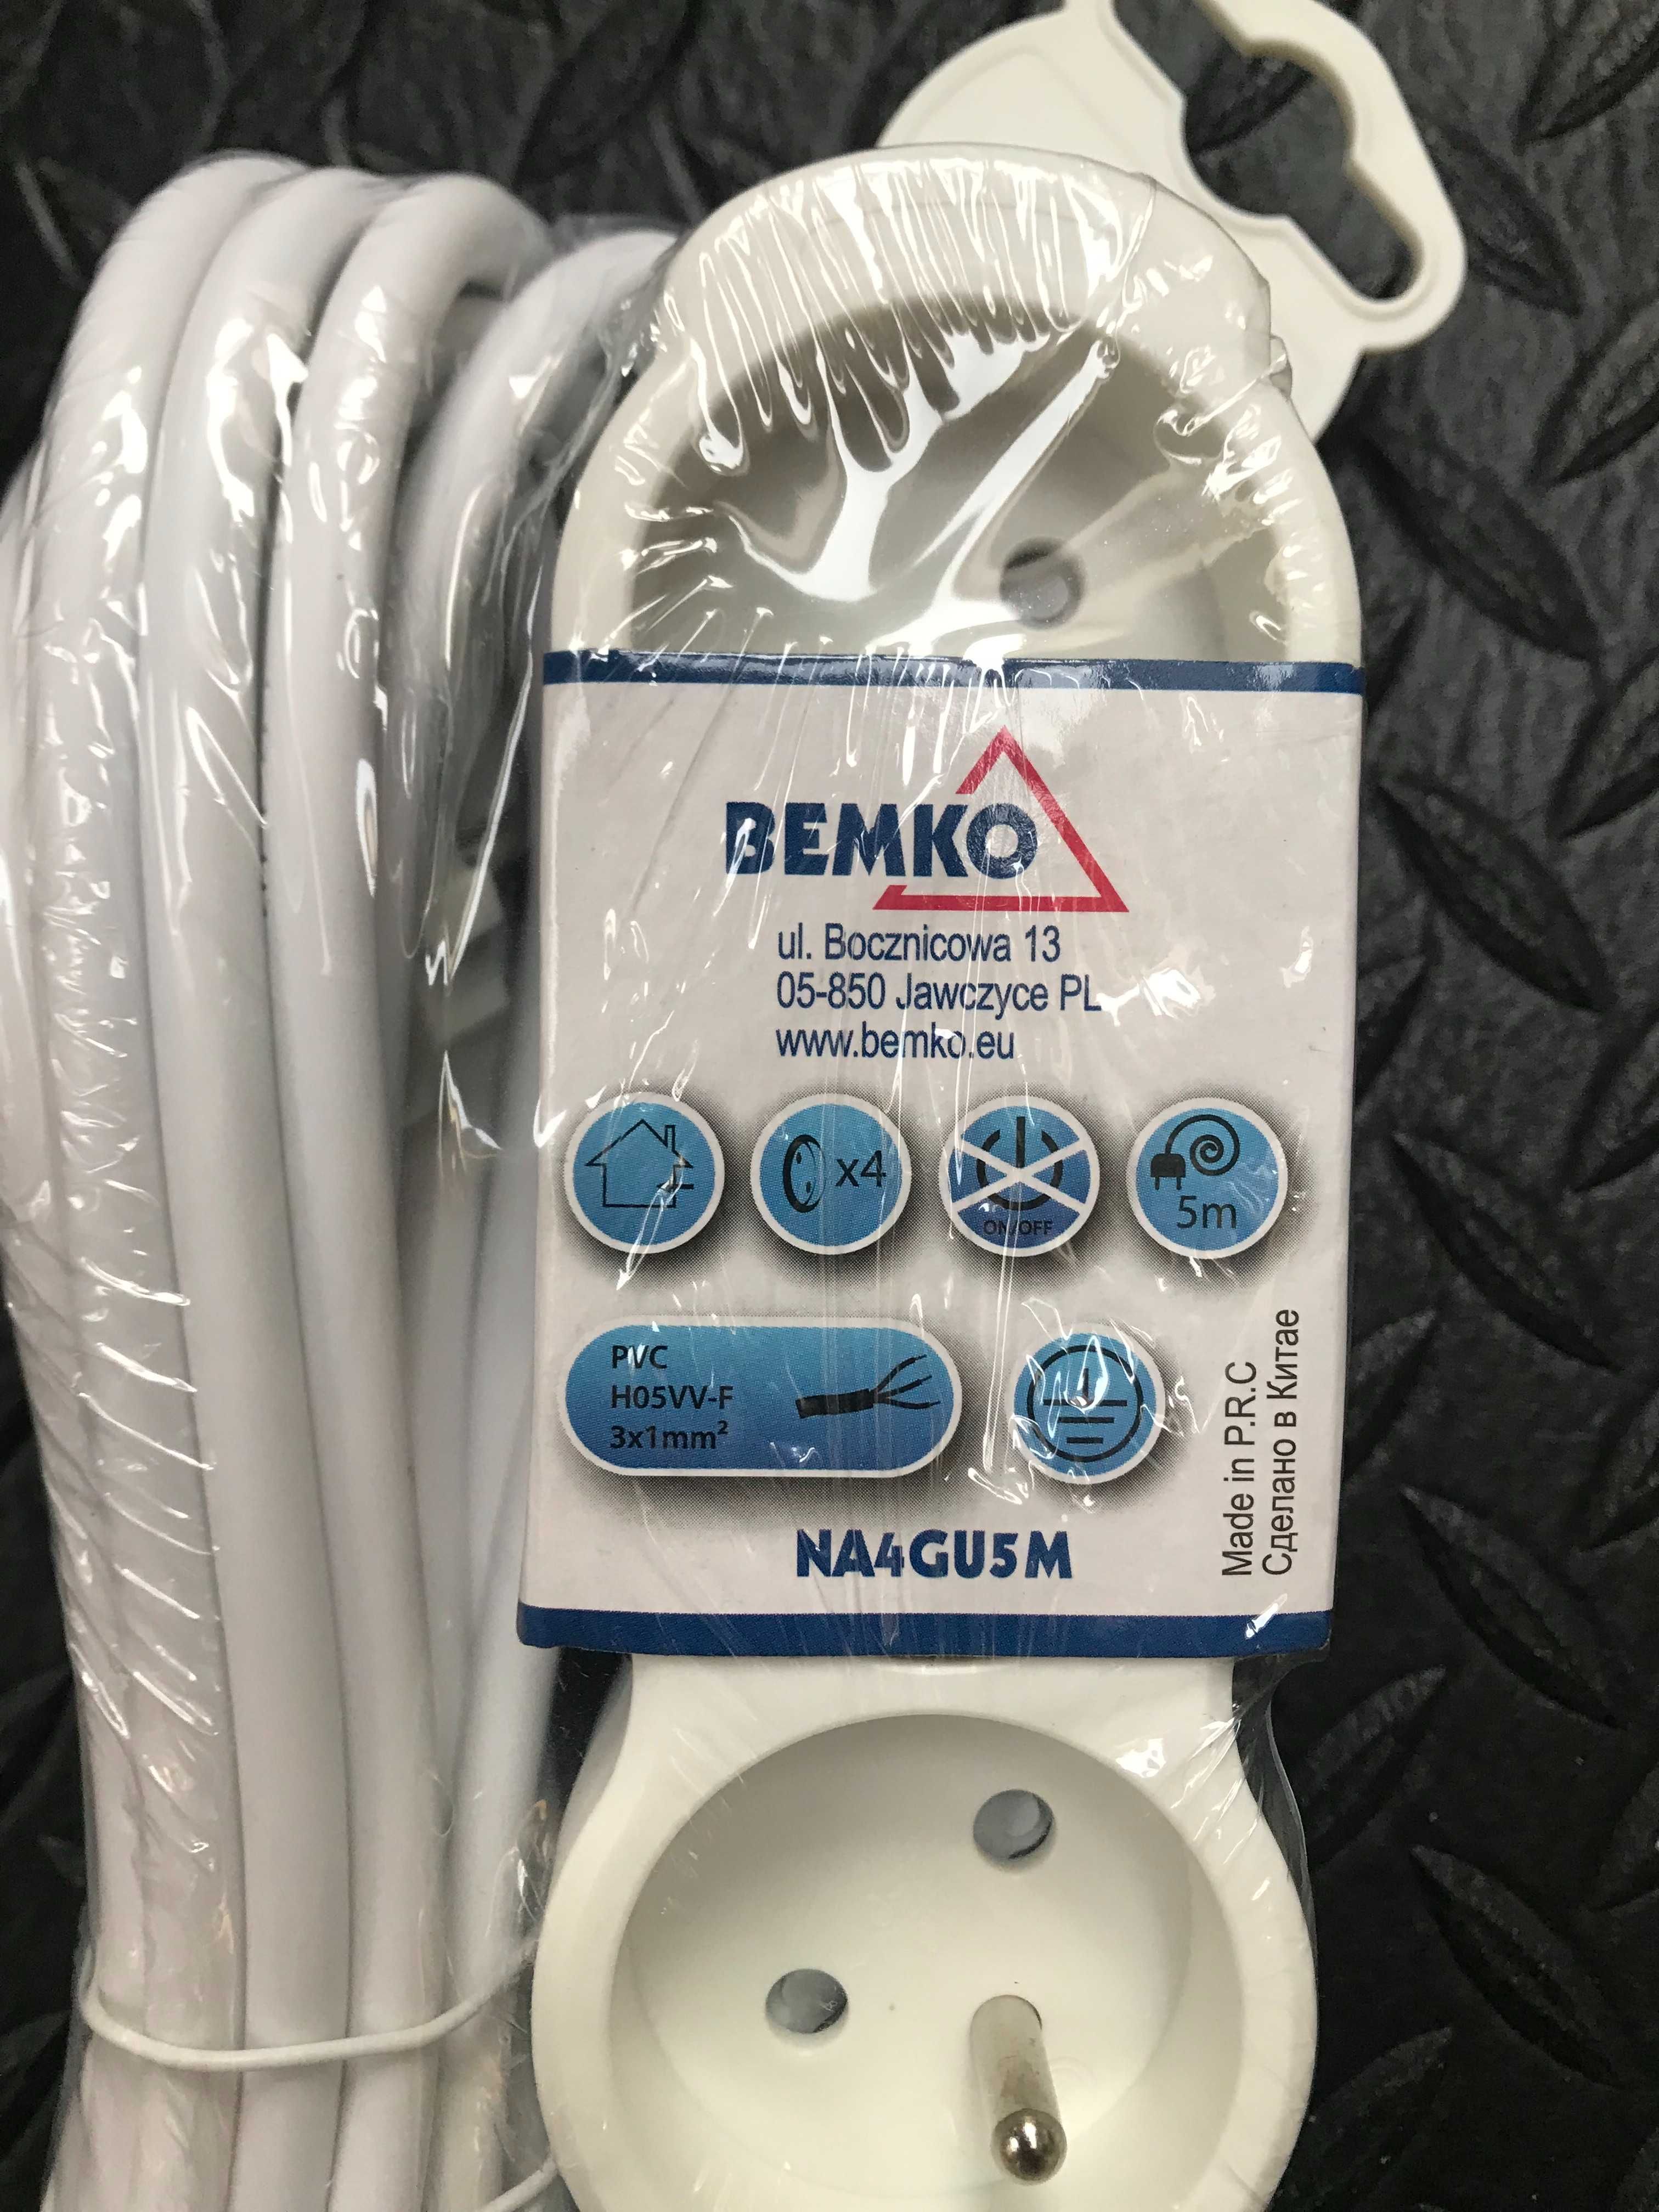 BEMKO
ul. Bocznicowa 13
05-850 Jawczyce PL
www.bemko.eu
x4
ON/OFF
5m
PVC
H05VV-F
3x1mm²
Made in P.R.C
Сделано в Китае
NA4GU5M